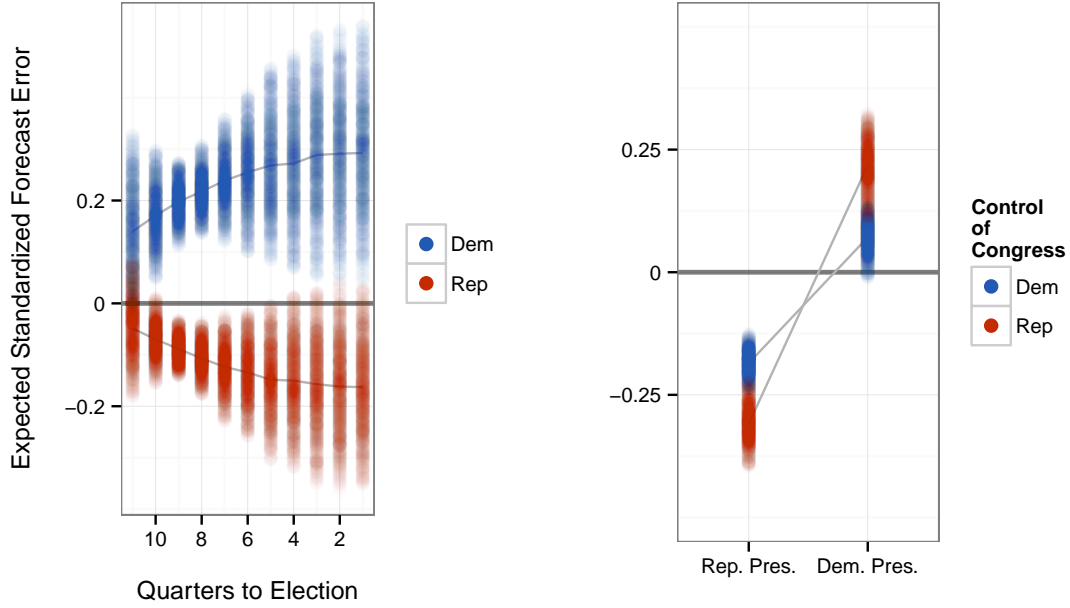 Expected Standardized Forecast Error
0.2
0
−0.2
10
8
6
4
2
Quarters to Election
Dem
Rep
0.25
0
−0.25
Rep. Pres.
Dem. Pres.
Control
of
Congress
Dem
Rep